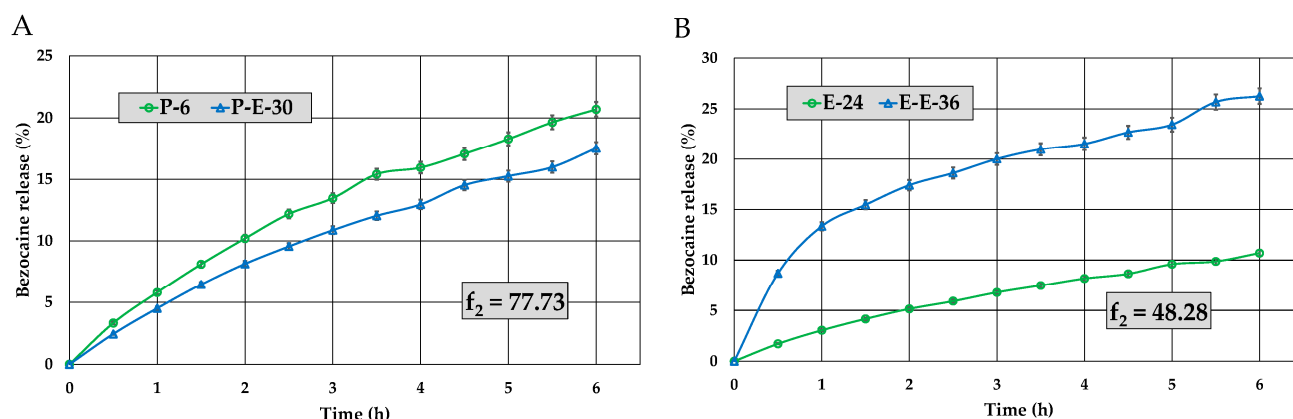 A
25
20
15
10
5
0
Bezocaine release (%)
P-6 P-E-30
f2 = 77.73
0 1 2 3 4 5 6
Time (h)
B
30
25
20
15
10
5
0
Bezocaine release (%)
E-24 E-E-36
f2 = 48.28
0 1 2 3 4 5 6
Time (h)